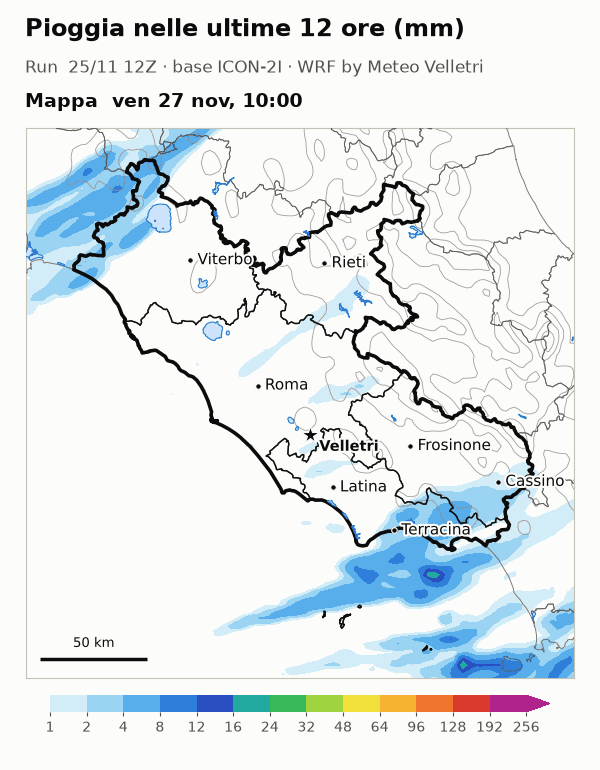 Pioggia nelle ultime 12 ore (mm)
Run  25/11 12Z · base ICON-2I · WRF by Meteo Velletri
Mappa  ven 27 nov, 10:00
Viterbo
Rieti
Roma
Velletri
Frosinone
Latina
Cassino
Terracina
50 km
1 2 4 8 12 16 24 32 48 64 96 128 192 256